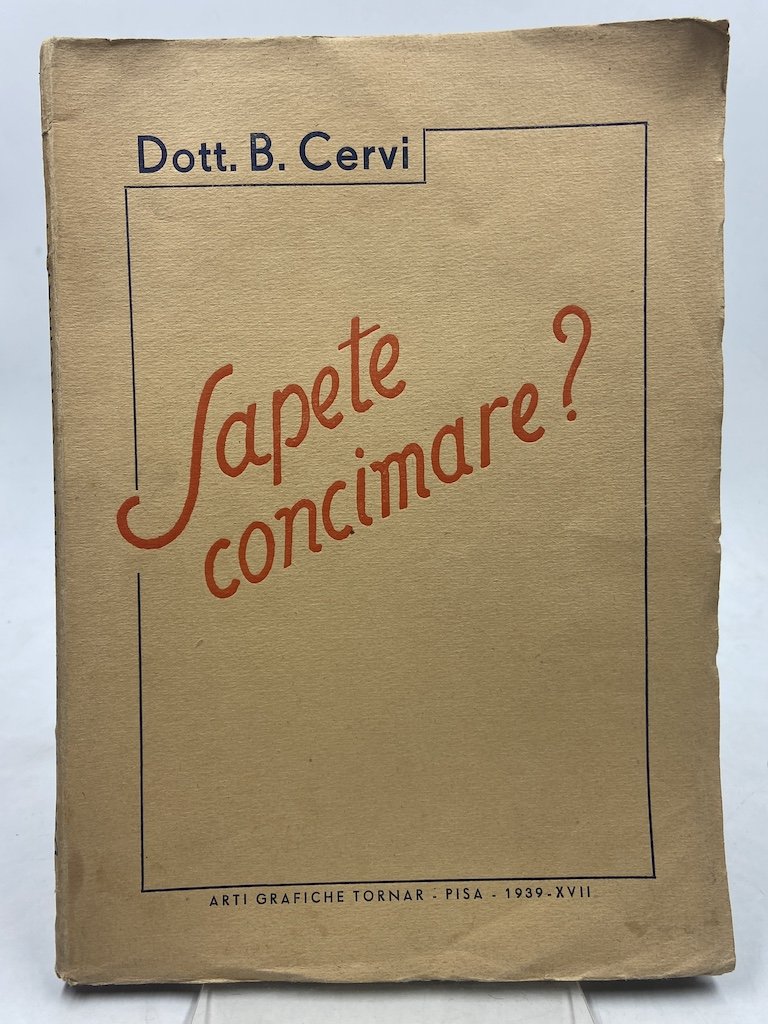 Dott. B. Cervi
Sapete
concimare?
ARTI GRAFICHE TORNAR - PISA - 1939-XVII